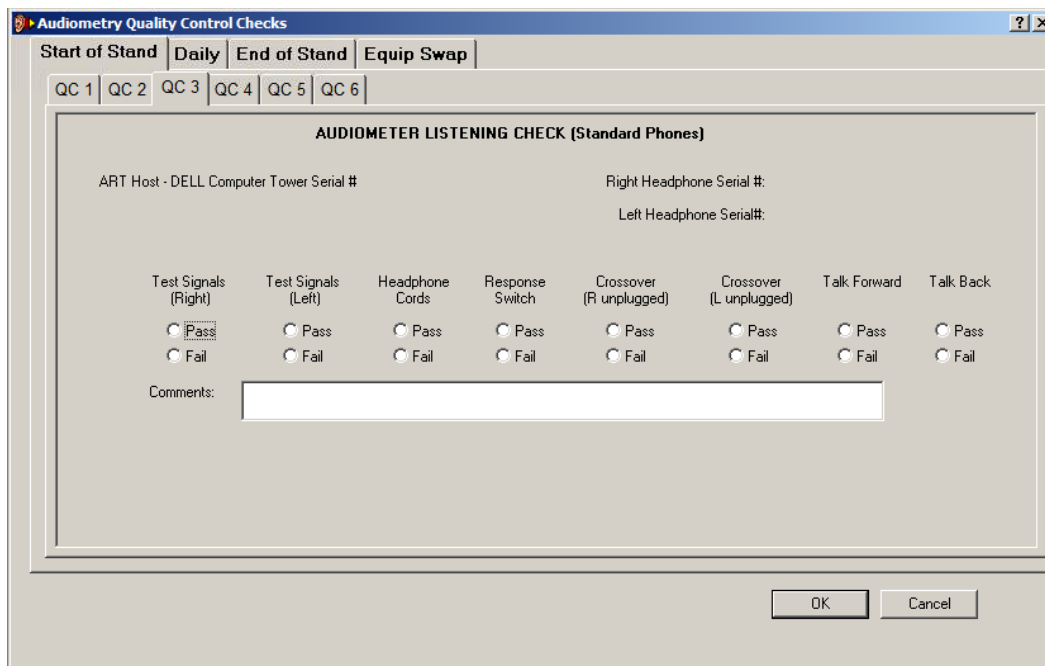 Audiometry Quality Control Checks
Start of Stand Daily End of Stand Equip Swap
QC 1 QC 2 QC 3 QC 4 QC 5 QC 6
AUDIOMETER LISTENING CHECK (Standard Phones)
ART Host - DELL Computer Tower Serial # Right Headphone Serial #:
Left Headphone Serial#:
Test Signals Test Signals Headphone Response Crossover Crossover Talk Forward Talk Back
(Right) (Left) Cords Switch (R unplugged) (L unplugged)
Pass Pass Pass Pass Pass Pass Pass Pass
Fail Fail Fail Fail Fail Fail Fail Fail
Comments:
OK Cancel